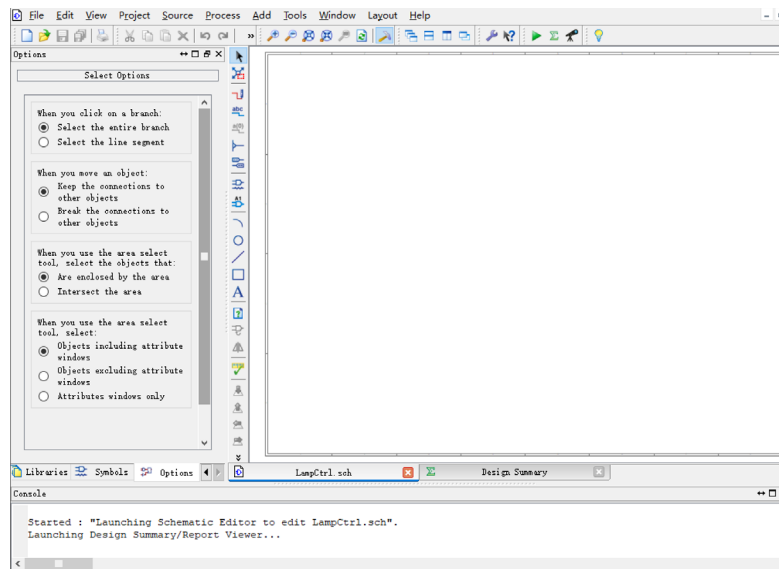 File Edit View Project Source Process Add Tools Window Layout Help
Options
Select Options
When you click on a branch:
Select the entire branch
Select the line segment
When you move an object:
Keep the connections to
other objects
Break the connections to
other objects
When you use the area select
tool, select the objects that:
Are enclosed by the area
Intersect the area
When you use the area select
tool, select:
Objects including attribute
windows
Objects excluding attribute
windows
Attributes windows only
abc
A1
A
Libraries Symbols Options
LampCtrl.sch Design Summary
Console
Started : "Launching Schematic Editor to edit LampCtrl.sch".
Launching Design Summary/Report Viewer...